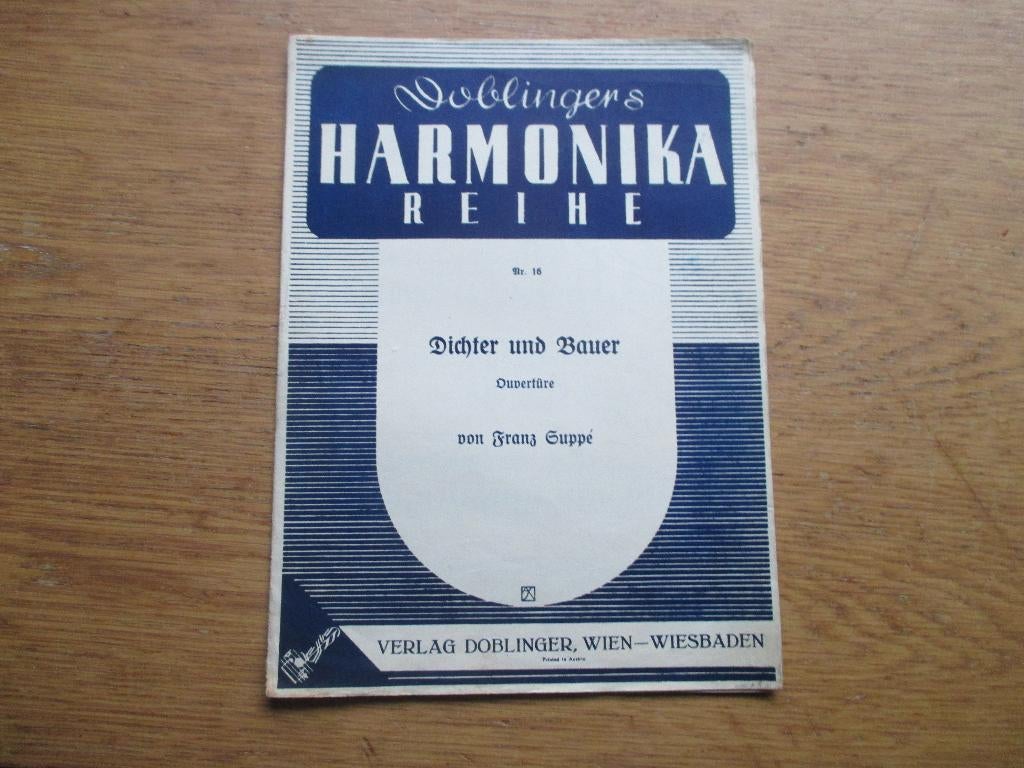 Doblingers
HARMONIKA
REIHE
Nr. 16
Dichter und Bauer
Ouvertüre
von Franz Suppé
VERLAG DOBLINGER, WIEN—WIESBADEN
Printed in Austria